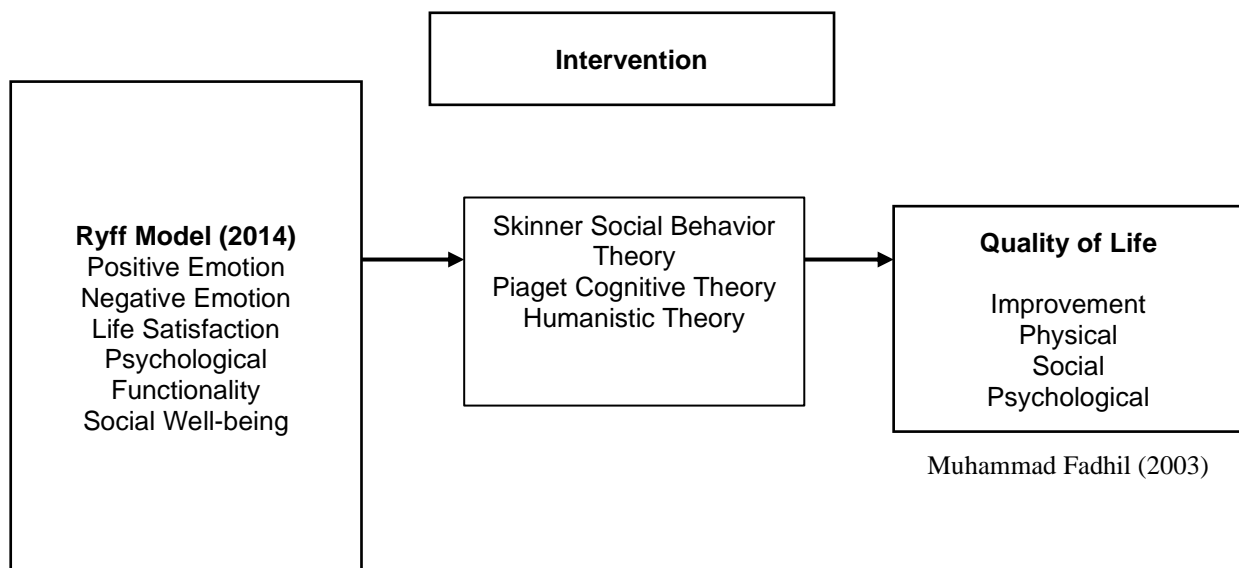 Intervention
Ryff Model (2014)
Positive Emotion
Negative Emotion
Life Satisfaction
Psychological
Functionality
Social Well-being
Skinner Social Behavior
Theory
Piaget Cognitive Theory
Humanistic Theory
Quality of Life
Improvement
Physical
Social
Psychological
Muhammad Fadhil (2003)